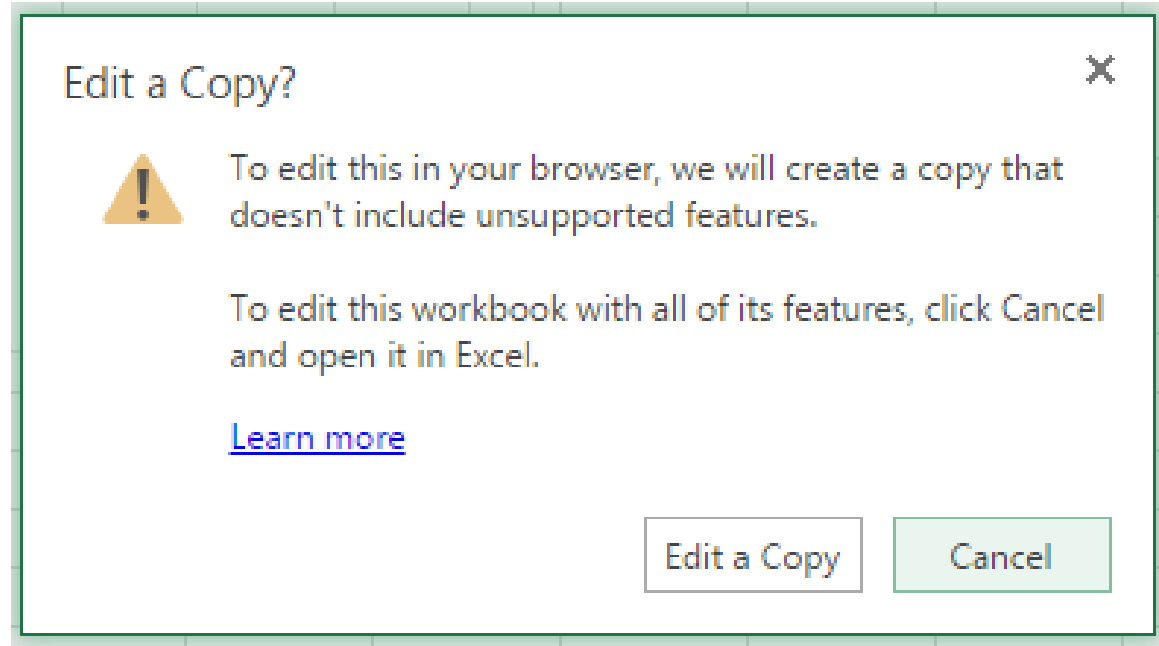 Edit a Copy?
To edit this in your browser, we will create a copy that
doesn't include unsupported features.
To edit this workbook with all of its features, click Cancel
and open it in Excel.
Learn more
Edit a Copy
Cancel